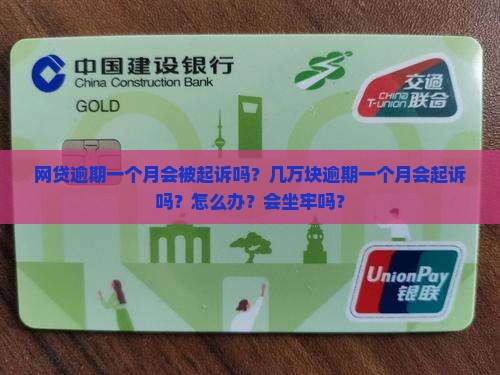 中国建设银行
China Construction Bank
GOLD
交通
CHINA
T-UNION 联合
网贷逾期一个月会被起诉吗？几万块逾期一个月会起诉
吗？怎么办？会坐牢吗？
UnionPay
银联